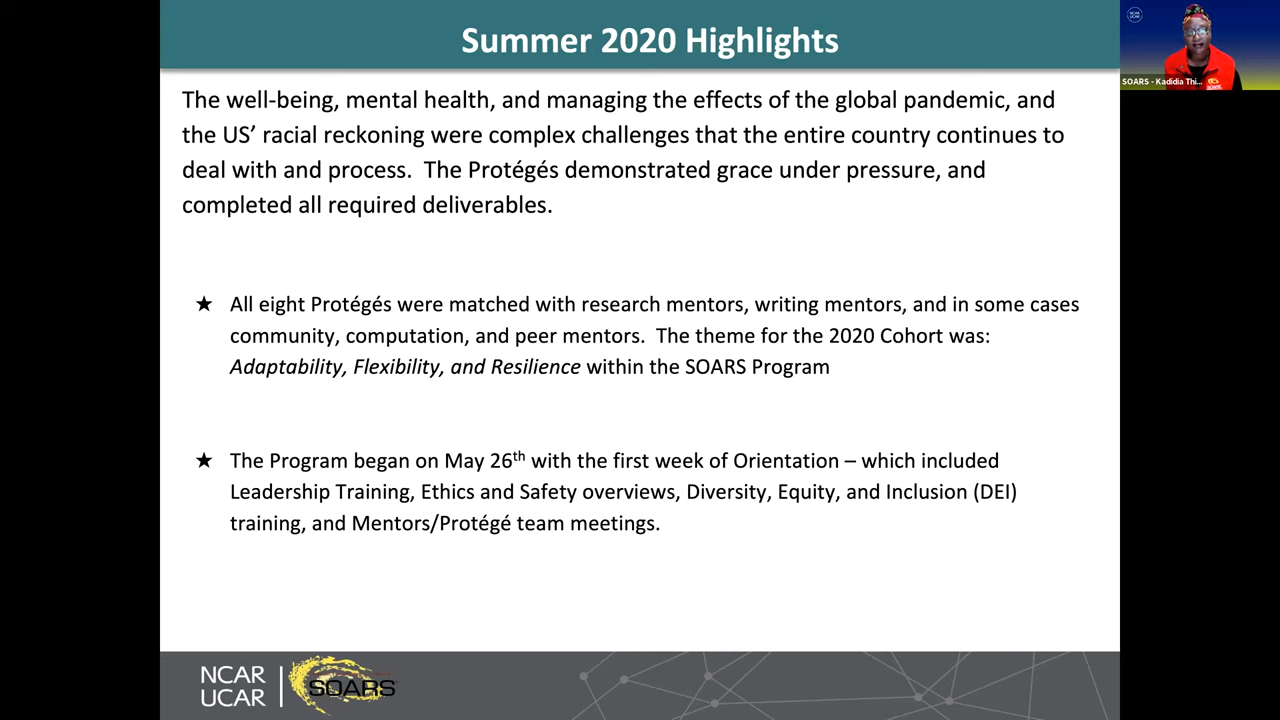 Summer 2020 Highlights
NCAR
UCAR
SOARS - Kadidia Thi...
The well-being, mental health, and managing the effects of the global pandemic, and
the US’ racial reckoning were complex challenges that the entire country continues to
deal with and process.  The Protégés demonstrated grace under pressure, and
completed all required deliverables.
★ All eight Protégés were matched with research mentors, writing mentors, and in some cases
community, computation, and peer mentors.  The theme for the 2020 Cohort was:
Adaptability, Flexibility, and Resilience within the SOARS Program
★ The Program began on May 26th with the first week of Orientation – which included
Leadership Training, Ethics and Safety overviews, Diversity, Equity, and Inclusion (DEI)
training, and Mentors/Protégé team meetings.
NCAR
UCAR
SOARS